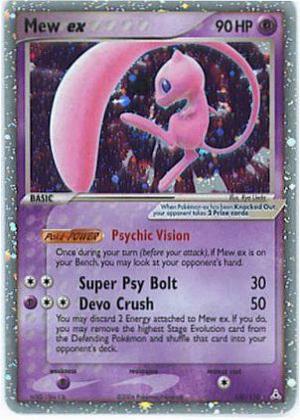 Mew ex 90 HP
BASIC
When Pokémon-ex has been Knocked Out,
your opponent takes 2 Prize cards.
Poké-POWER Psychic Vision
Once during your turn (before your attack), if Mew ex is
on your Bench, you may look at your opponent's hand.
Super Psy Bolt 30
Devo Crush 50
You may discard 2 Energy attached to Mew ex. If you
do, you may remove the highest Stage Evolution card from
the Defending Pokémon and shuffle that card into your
opponent's deck.
weakness resistance retreat cost